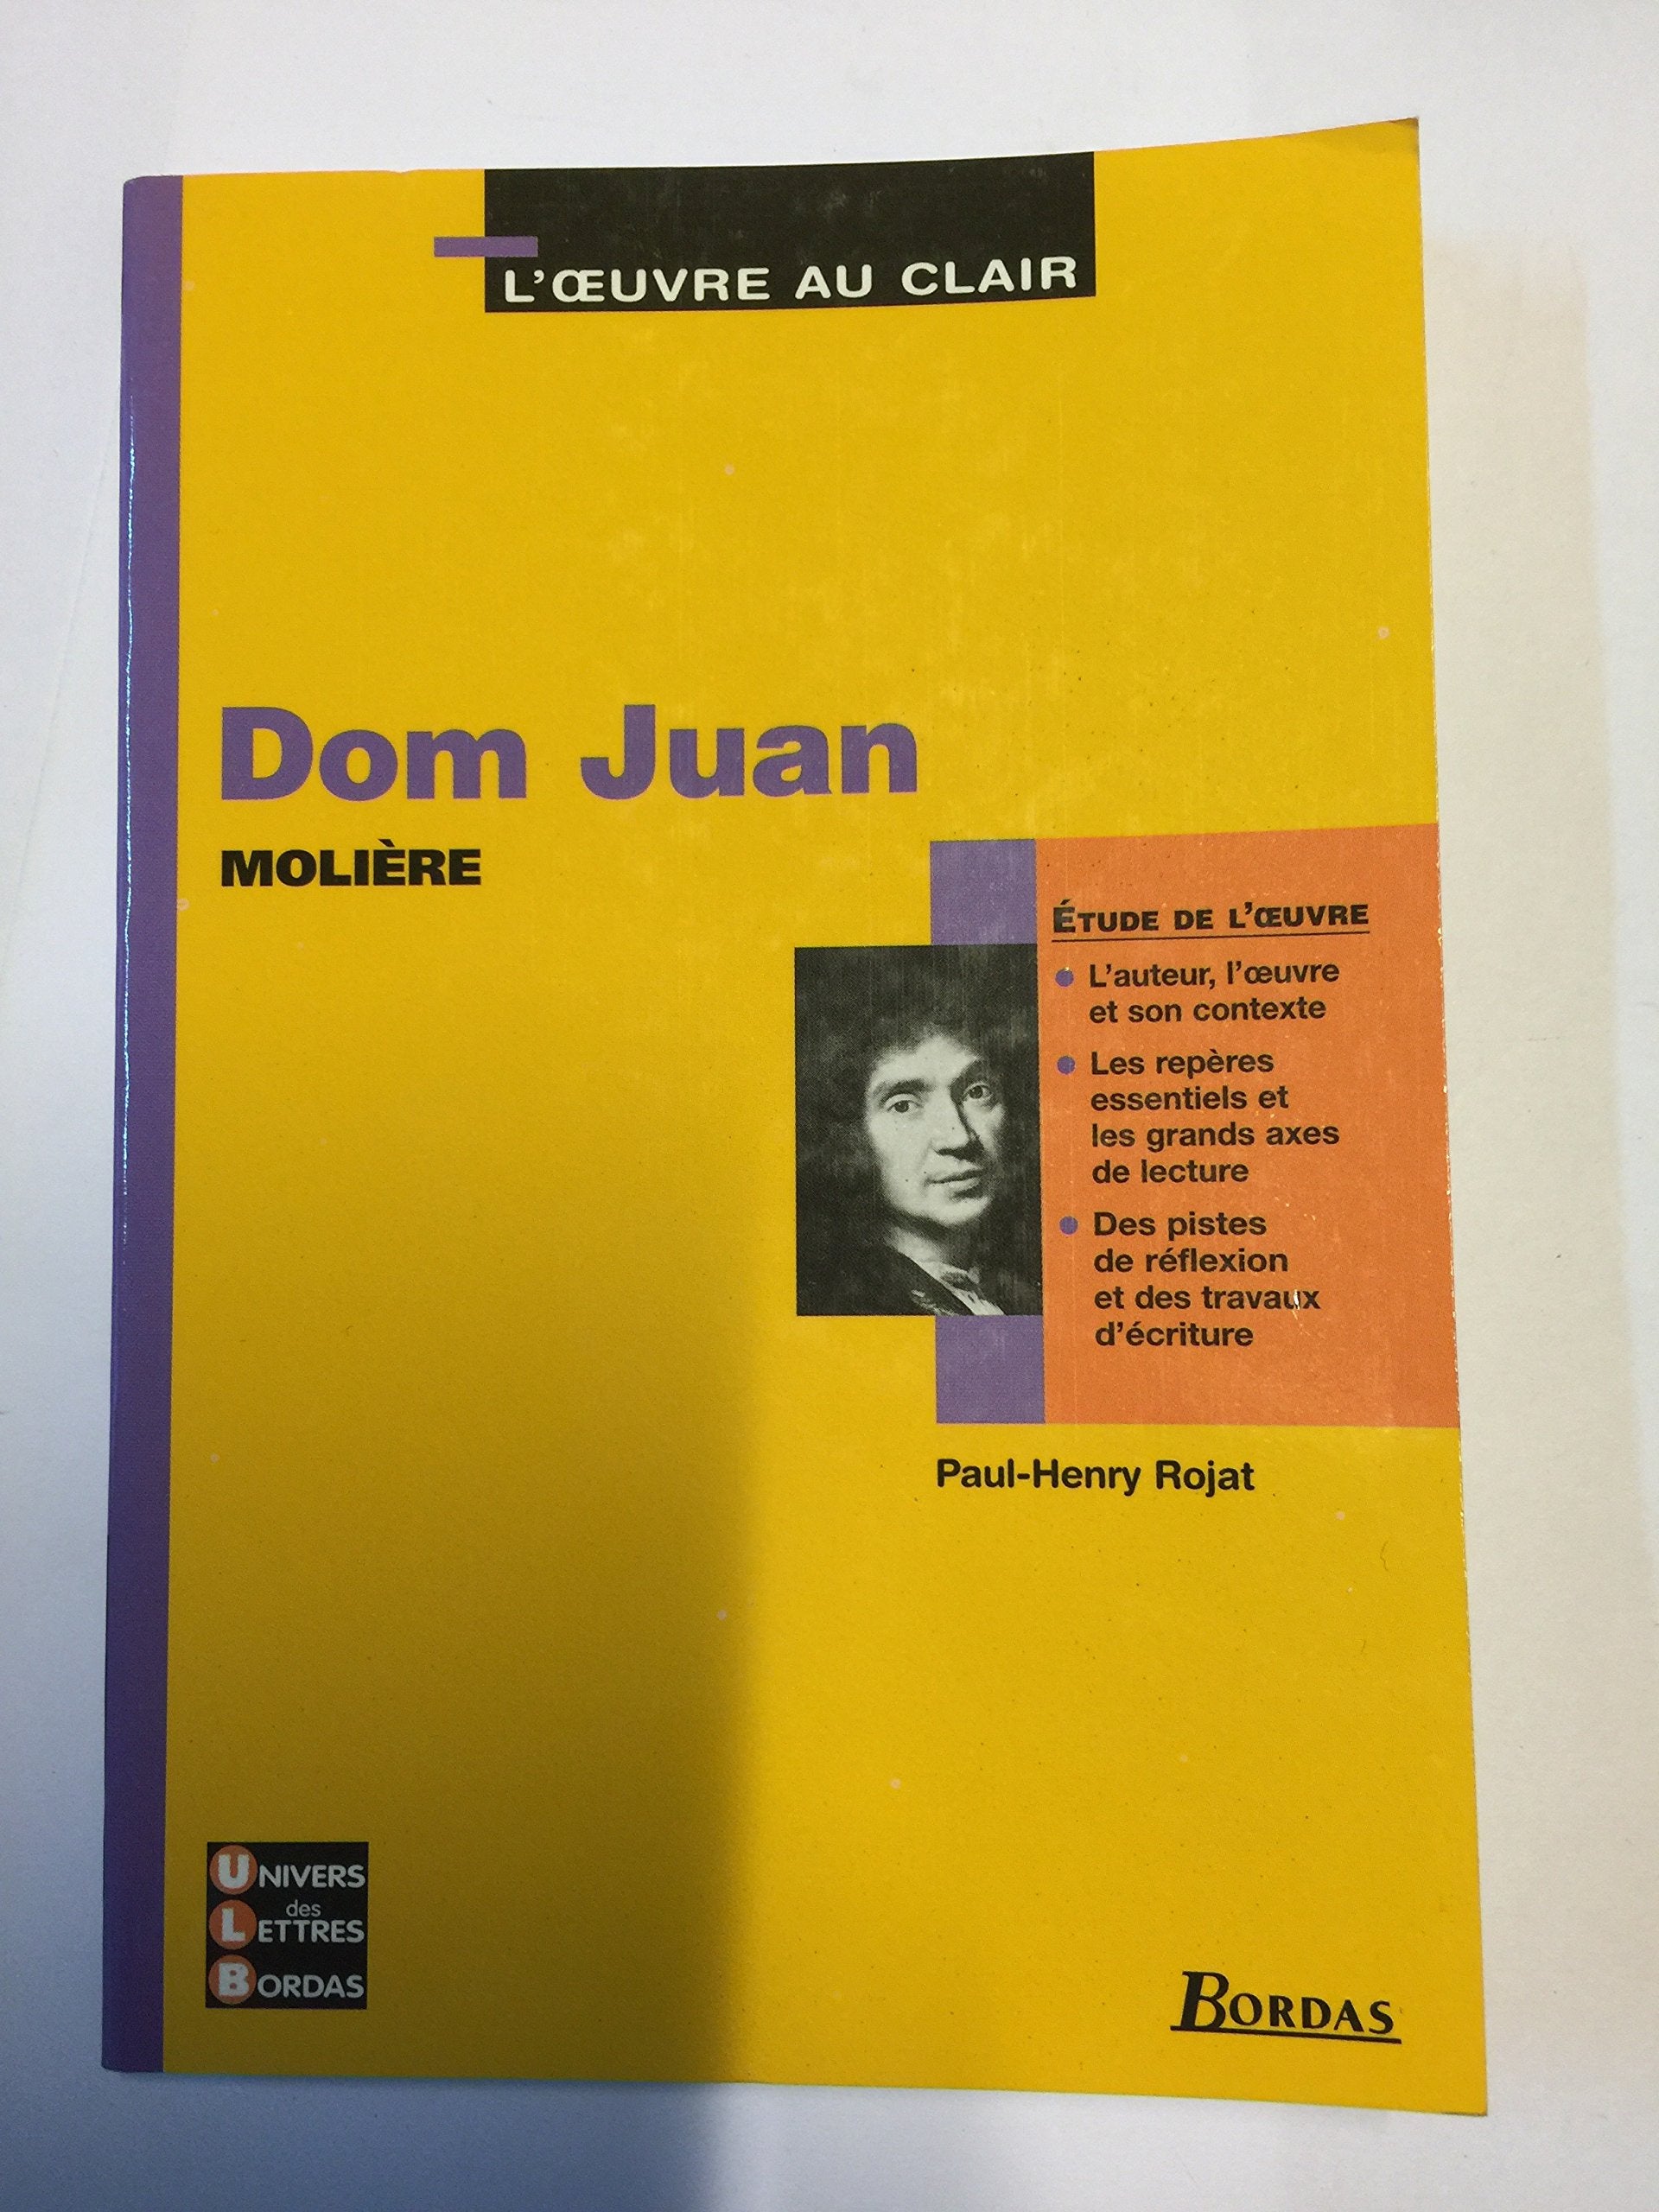 L'ŒUVRE AU CLAIR
Dom Juan
MOLIÈRE
ÉTUDE DE L'ŒUVRE
● L'auteur, l'œuvre
et son contexte
● Les repères
essentiels et
les grands axes
de lecture
● Des pistes
de réflexion
et des travaux
d'écriture
Paul-Henry Rojat
UNIVERS
des
LETTRES
BORDAS
BORDAS